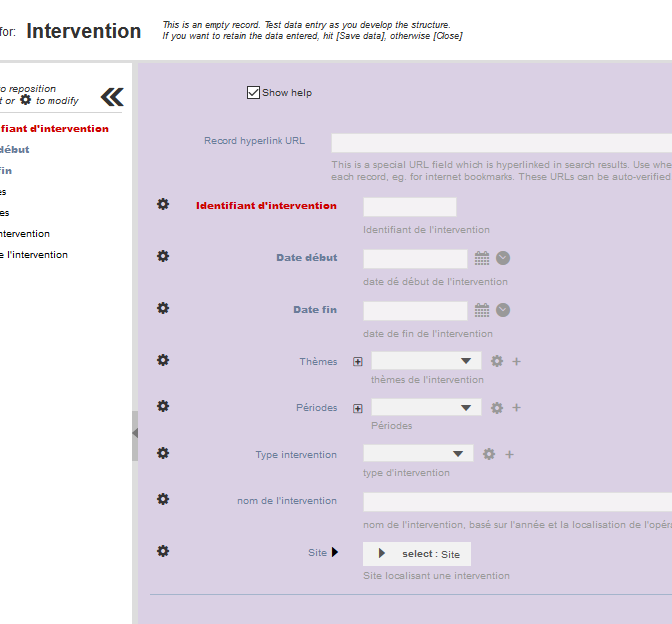 for: Intervention
This is an empty record. Test data entry as you develop the structure.
If you want to retain the data entered, hit [Save data], otherwise [Close]
to reposition
t or to modify
fiant d'intervention
début
fin
es
es
ntervention
e l'intervention
Show help
Record hyperlink URL
This is a special URL field which is hyperlinked in search results. Use whe
each record, eg. for internet bookmarks. These URLs can be auto-verified
Identifiant d'intervention
Identifiant de l'intervention
Date début
date dé début de l'intervention
Date fin
date de fin de l'intervention
Thèmes
thèmes de l'intervention
Périodes
Périodes
Type intervention
type d'intervention
nom de l'intervention
nom de l'intervention, basé sur l'année et la localisation de l'opér
Site
select : Site
Site localisant une intervention